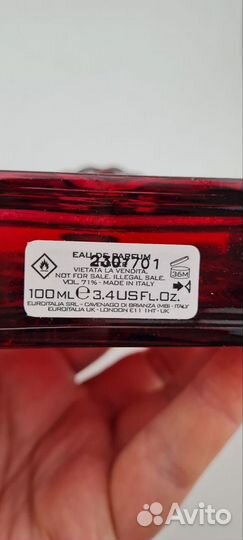 EAU DE PARFUM
230701
VIETATA LA VENDITA.
NOT FOR SALE. ILLEGAL SALE.
VOL. 71% - MADE IN ITALY
36M
100 ML ℮ 3.4 US FL.OZ.
EUROITALIA SRL - CAVENAGO DI BRIANZA (MB) - ITALY
EUROITALIA UK - LONDON E11 1HT - UK
Avito